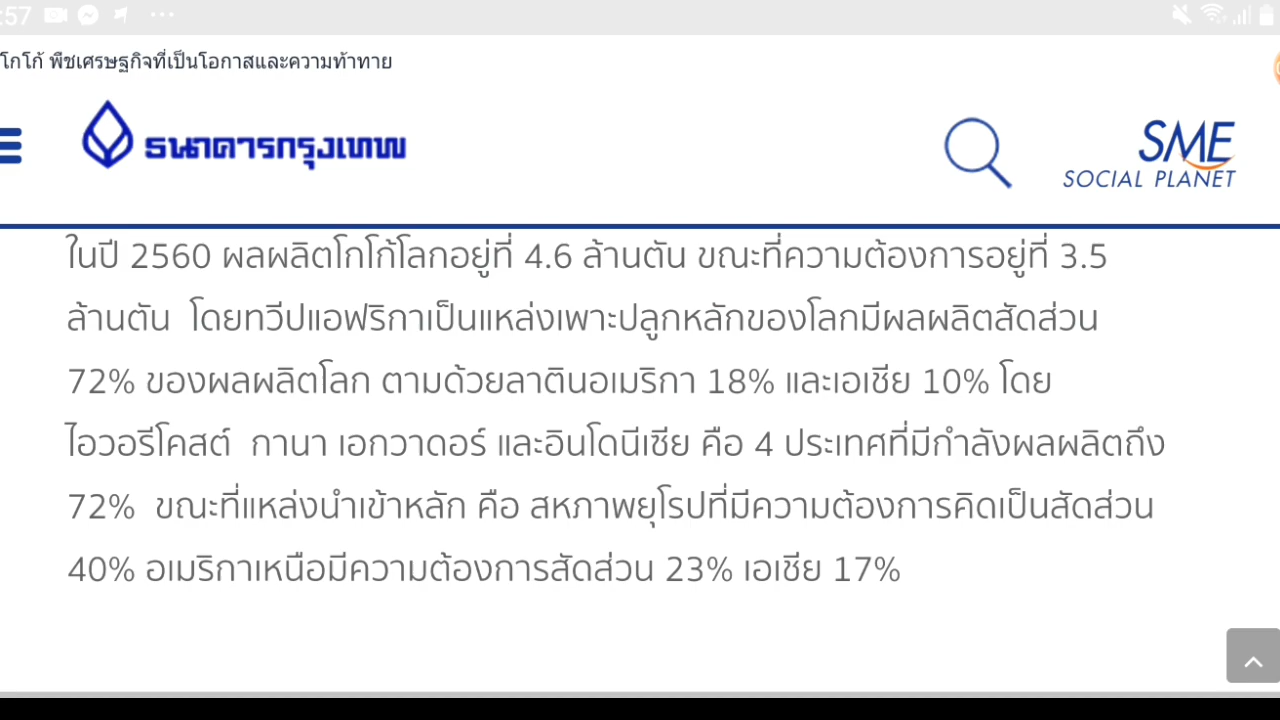 :57
โกโก้ พืชเศรษฐกิจที่เป็นโอกาสและความท้าทาย
ธนาคารกรุงเทพ
SME
SOCIAL PLANET
ในปี 2560 ผลผลิตโกโก้โลกอยู่ที่ 4.6 ล้านตัน ขณะที่ความต้องการอยู่ที่ 3.5
ล้านตัน โดยทวีปแอฟริกาเป็นแหล่งเพาะปลูกหลักของโลกมีผลผลิตสัดส่วน
72% ของผลผลิตโลก ตามด้วยลาตินอเมริกา 18% และเอเชีย 10% โดย
ไอวอรีโคสต์ กานา เอกวาดอร์ และอินโดนีเซีย คือ 4 ประเทศที่มีกำลังผลผลิตถึง
72% ขณะที่แหล่งนำเข้าหลัก คือ สหภาพยุโรปที่มีความต้องการคิดเป็นสัดส่วน
40% อเมริกาเหนือมีความต้องการสัดส่วน 23% เอเชีย 17%